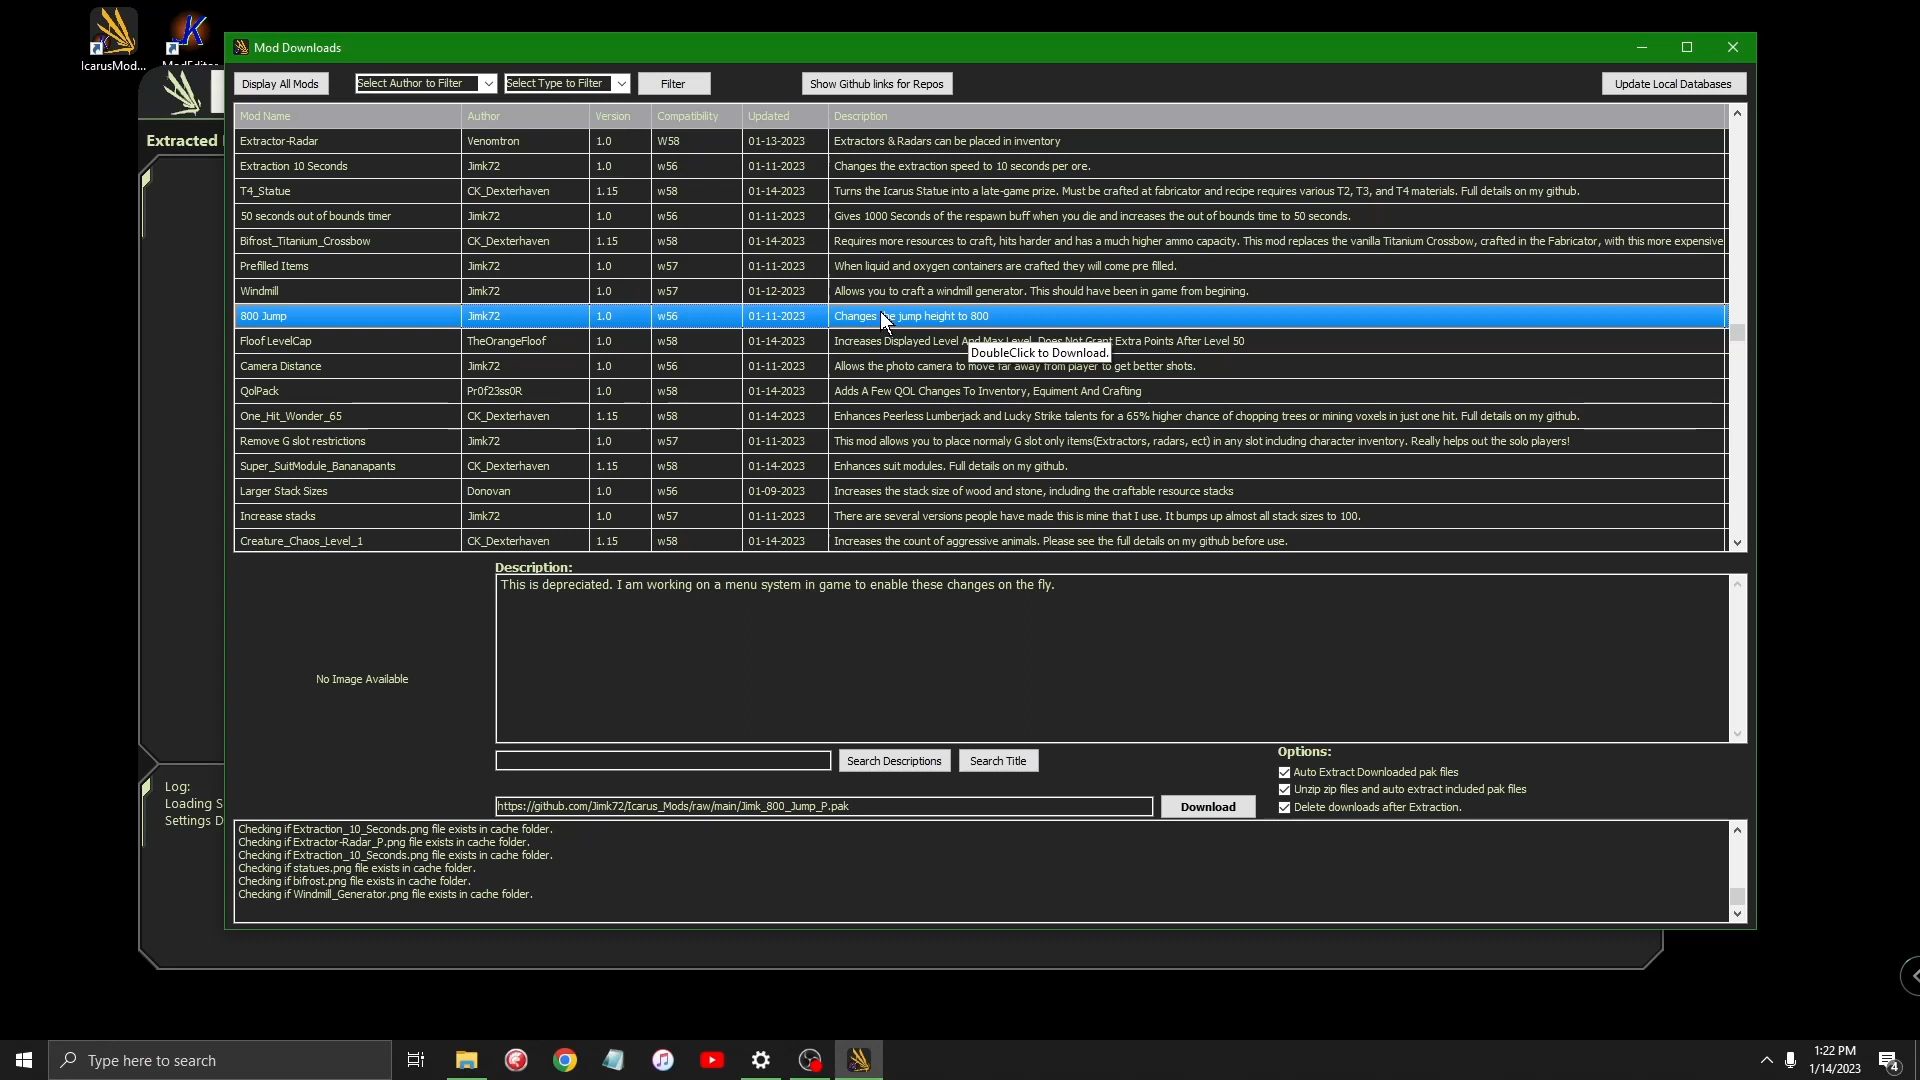 IcarusMod...
Mod Downloads
Display All Mods
Select Author to Filter
Select Type to Filter
Filter
Show Github links for Repos
Update Local Databases
Mod Name Author Version Compatibility Updated Description
Extractor-Radar Venomtron 1.0 W58 01-13-2023 Extractors & Radars can be placed in inventory
Extraction 10 Seconds Jimk72 1.0 w56 01-11-2023 Changes the extraction speed to 10 seconds per ore.
T4_Statue CK_Dexterhaven 1.15 w58 01-14-2023 Turns the Icarus Statue into a late-game prize. Must be crafted at fabricator and recipe requires various T2, T3, and T4 materials. Full details on my github.
50 seconds out of bounds timer Jimk72 1.0 w56 01-11-2023 Gives 1000 Seconds of the respawn buff when you die and increases the out of bounds time to 50 seconds.
Bifrost_Titanium_Crossbow CK_Dexterhaven 1.15 w58 01-14-2023 Requires more resources to craft, hits harder and has a much higher ammo capacity. This mod replaces the vanilla Titanium Crossbow, crafted in the Fabricator, with this more expensive
Prefilled Items Jimk72 1.0 w57 01-11-2023 When liquid and oxygen containers are crafted they will come pre filled.
Windmill Jimk72 1.0 w57 01-12-2023 Allows you to craft a windmill generator. This should have been in game from begining.
800 Jump Jimk72 1.0 w56 01-11-2023 Changes jump height to 800
Floof LevelCap TheOrangeFloof 1.0 w58 01-14-2023 Increases Displayed Level And Max Level, Does Not Grant Extra Points After Level 50
DoubleClick to Download.
Camera Distance Jimk72 1.0 w56 01-11-2023 Allows the photo camera to move far away from player to get better shots.
QolPack Pr0f23ss0R 1.0 w58 01-14-2023 Adds A Few QOL Changes To Inventory, Equiment And Crafting
One_Hit_Wonder_65 CK_Dexterhaven 1.15 w58 01-14-2023 Enhances Peerless Lumberjack and Lucky Strike talents for a 65% higher chance of chopping trees or mining voxels in just one hit. Full details on my github.
Remove G slot restrictions Jimk72 1.0 w57 01-11-2023 This mod allows you to place normaly G slot only items(Extractors, radars, ect) in any slot including character inventory. Really helps out the solo players!
Super_SuitModule_Bananapants CK_Dexterhaven 1.15 w58 01-14-2023 Enhances suit modules. Full details on my github.
Larger Stack Sizes Donovan 1.0 w56 01-09-2023 Increases the stack size of wood and stone, including the craftable resource stacks
Increase stacks Jimk72 1.0 w57 01-11-2023 There are several versions people have made this is mine that I use. It bumps up almost all stack sizes to 100.
Creature_Chaos_Level_1 CK_Dexterhaven 1.15 w58 01-14-2023 Increases the count of aggressive animals. Please see the full details on my github before use.
Extracted
Description:
This is depreciated. I am working on a menu system in game to enable these changes on the fly.
No Image Available
Search Descriptions
Search Title
Options:
Auto Extract Downloaded pak files
Unzip zip files and auto extract included pak files
Delete downloads after Extraction.
https://github.com/Jimk72/Icarus_Mods/raw/main/Jimk_800_Jump_P.pak
Download
Log:
Loading S
Settings D
Checking if Extraction_10_Seconds.png file exists in cache folder.
Checking if Extractor-Radar_P.png file exists in cache folder.
Checking if Extraction_10_Seconds.png file exists in cache folder.
Checking if statues.png file exists in cache folder.
Checking if bifrost.png file exists in cache folder.
Checking if Windmill_Generator.png file exists in cache folder.
Type here to search
1:22 PM
1/14/2023
4